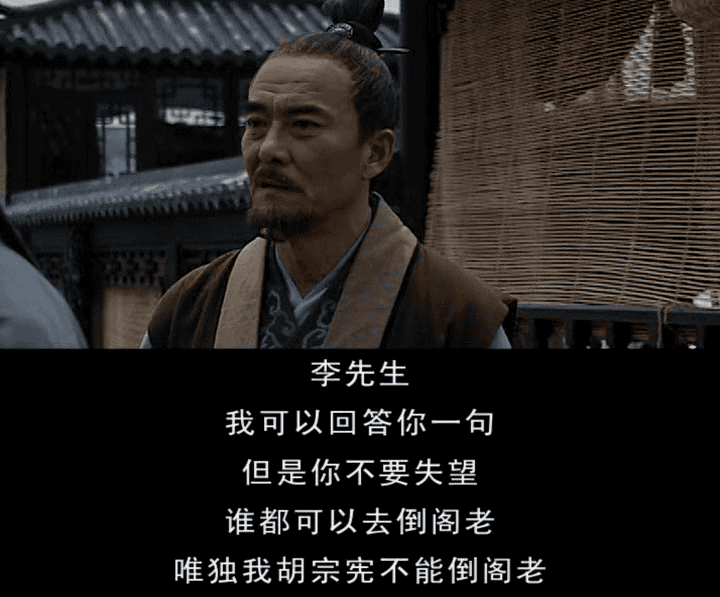 李先生
我可以回答你一句
但是你不要失望
谁都可以去倒阁老
唯独我胡宗宪不能倒阁老